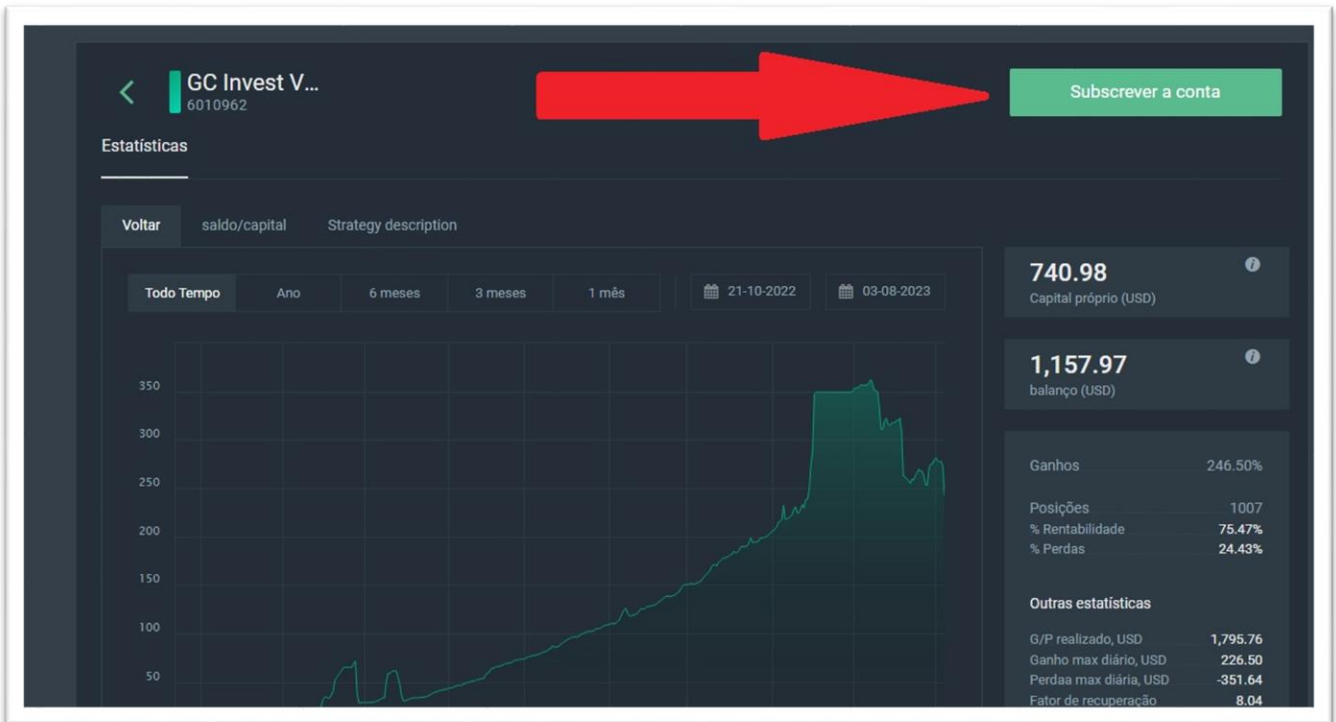 GC Invest V...
6010962
Subscrever a conta
Estatísticas
Voltar saldo/capital Strategy description
Todo Tempo Ano 6 meses 3 meses 1 mês 21-10-2022 03-08-2023
740.98
Capital próprio (USD)
1,157.97
balanço (USD)
350
300
250
200
150
100
50
Ganhos 246.50%
Posições 1007
% Rentabilidade 75.47%
% Perdas 24.43%
Outras estatísticas
G/P realizado, USD 1,795.76
Ganho max diário, USD 226.50
Perdaa max diária, USD -351.64
Fator de recuperação 8.04